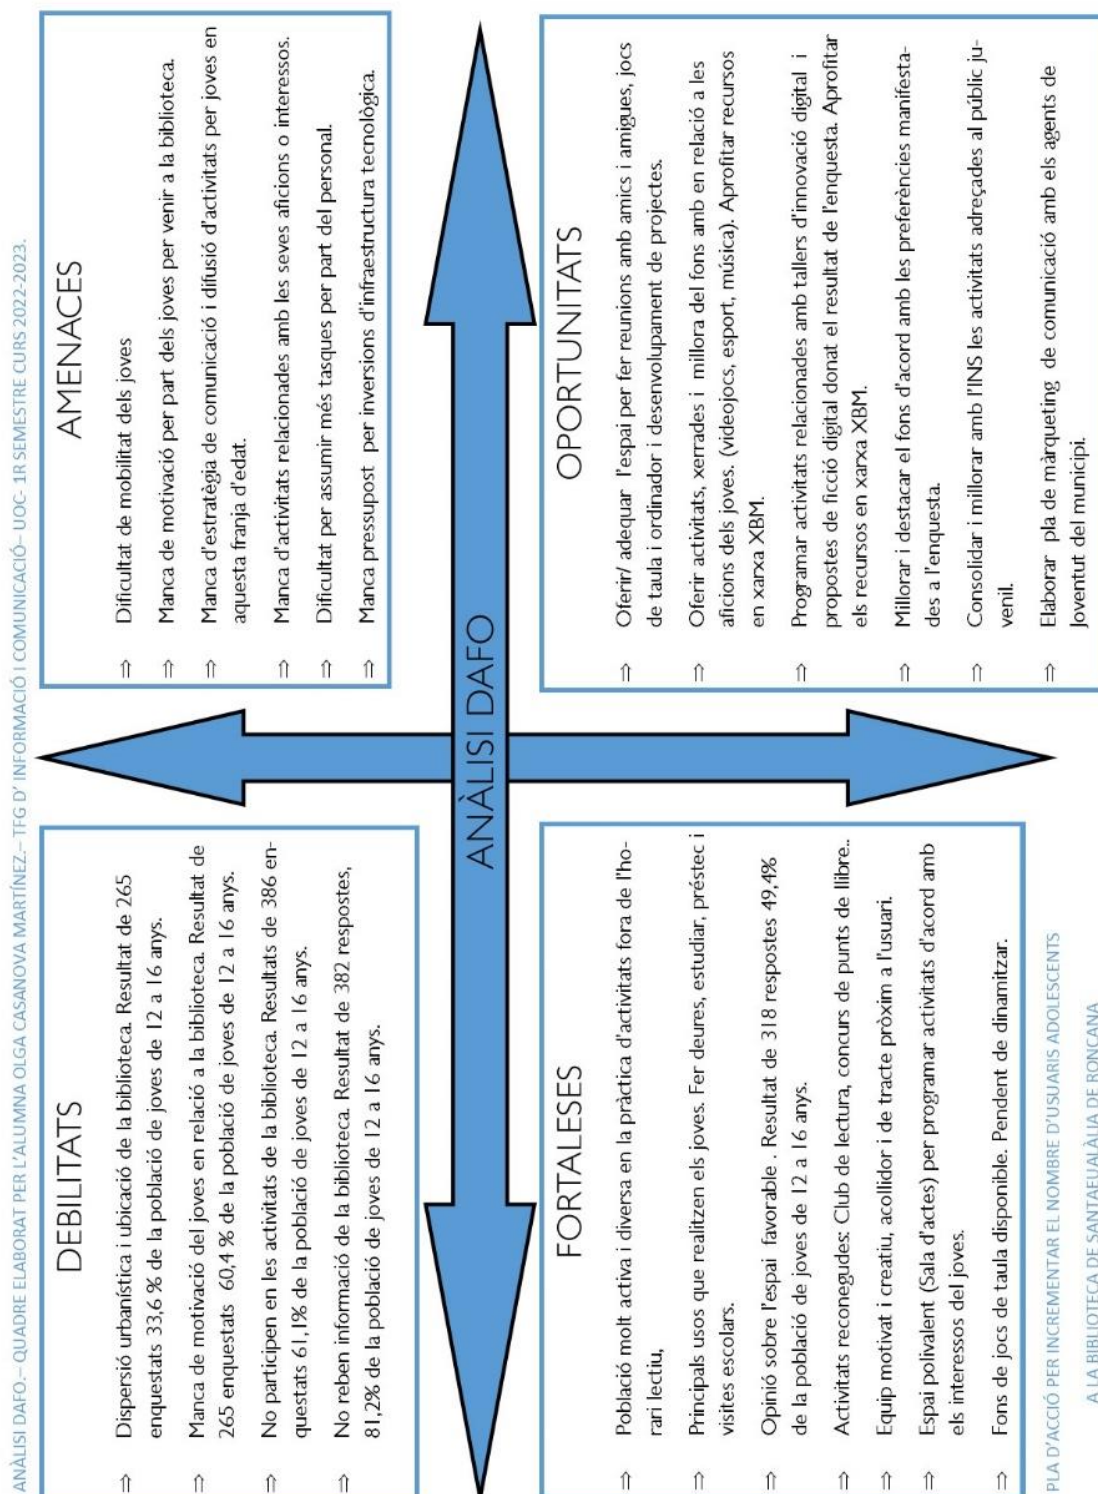 ANÀLISI DAFO.– QUADRE ELABORAT PER L'ALUMNA OLGA CASANOVA MARTÍNEZ.– TFG D' INFORMACIÓ I COMUNICACIÓ– UOC- 1R SEMESTRE CURS 2022-2023.
DEBILITATS
⇒ Dispersió urbanística i ubicació de la biblioteca. Resultat de 265
enquestats 33,6 % de la població de joves de 12 a 16 anys.
⇒ Manca de motivació del joves en relació a la biblioteca. Resultat de
265 enquestats 60,4 % de la població de joves de 12 a 16 anys.
⇒ No participen en les activitats de la biblioteca. Resultats de 386 en-
questats 61,1% de la població de joves de 12 a 16 anys.
⇒ No reben informació de la biblioteca. Resultat de 382 respostes,
81,2% de la població de joves de 12 a 16 anys.
AMENACES
⇒ Dificultat de mobilitat dels joves
⇒ Manca de motivació per part dels joves per venir a la biblioteca.
⇒ Manca d'estratègia de comunicació i difusió d'activitats per joves en
aquesta franja d'edat.
⇒ Manca d'activitats relacionades amb les seves aficions o interessos.
⇒ Dificultat per assumir més tasques per part del personal.
⇒ Manca pressupost per inversions d'infraestructura tecnològica.
ANÀLISI DAFO
FORTALESES
⇒ Població molt activa i diversa en la pràctica d'activitats fora de l'ho-
rari lectiu,
⇒ Principals usos que realitzen els joves. Fer deures, estudiar, préstec i
visites escolars.
⇒ Opinió sobre l'espai favorable . Resultat de 318 respostes 49,4%
de la població de joves de 12 a 16 anys.
⇒ Activitats reconegudes: Club de lectura, concurs de punts de llibre..
⇒ Equip motivat i creatiu, acollidor i de tracte pròxim a l'usuari.
⇒ Espai polivalent (Sala d'actes) per programar activitats d'acord amb
els interessos del joves.
⇒ Fons de jocs de taula disponible. Pendent de dinamitzar.
OPORTUNITATS
⇒ Oferir/ adequar l'espai per fer reunions amb amics i amigues, jocs
de taula i ordinador i desenvolupament de projectes.
⇒ Oferir activitats, xerrades i millora del fons amb en relació a les
aficions dels joves. (videojocs, esport, música). Aprofitar recursos
en xarxa XBM.
⇒ Programar activitats relacionades amb tallers d'innovació digital i
propostes de ficció digital donat el resultat de l'enquesta. Aprofitar
els recursos en xarxa XBM.
⇒ Millorar i destacar el fons d'acord amb les preferències manifesta-
des a l'enquesta.
⇒ Consolidar i millorar amb l'INS les activitats adreçades al públic ju-
venil.
⇒ Elaborar pla de màrqueting de comunicació amb els agents de
Joventut del municipi.
PLA D'ACCIÓ PER INCREMENTAR EL NOMBRE D'USUARIS ADOLESCENTS
A LA BIBLIOTECA DE SANTAEUALÀLIA DE RONÇANA